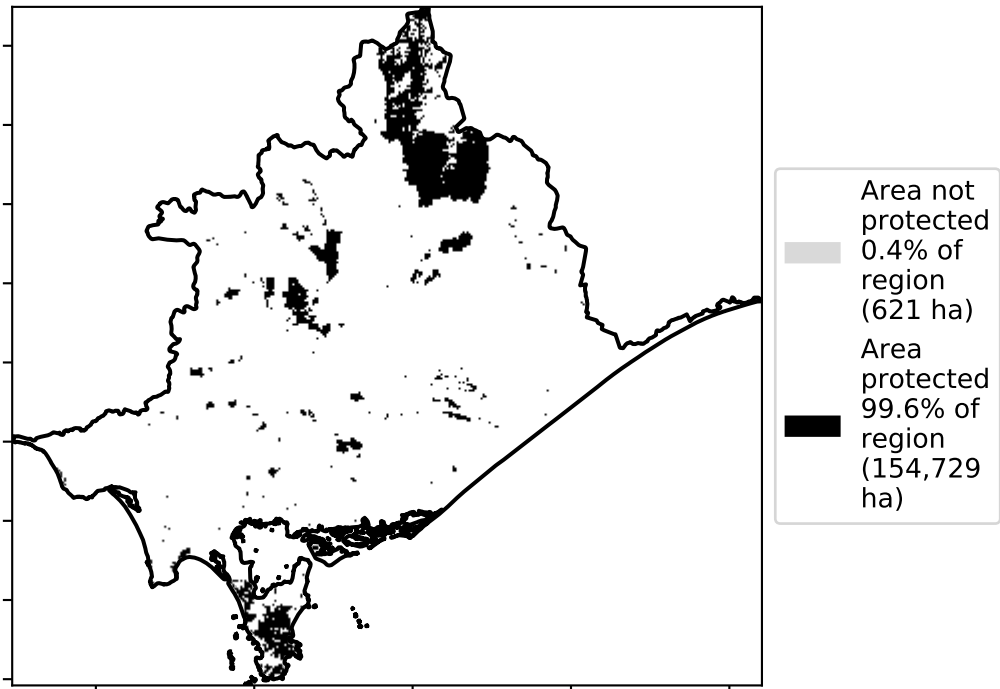 Area not
protected
0.4% of
region
(621 ha)
Area
protected
99.6% of
region
(154,729
ha)